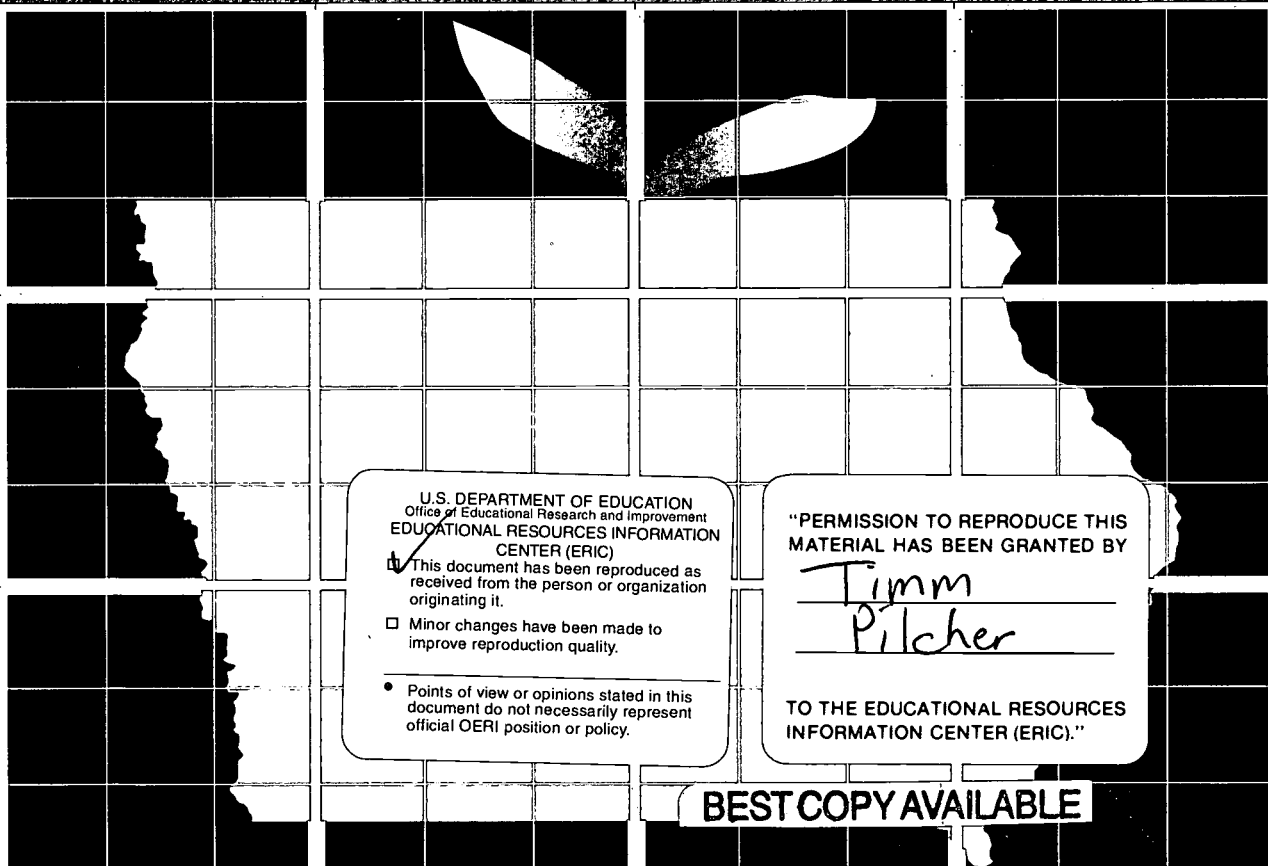 U.S. DEPARTMENT OF EDUCATION
Office of Educational Research and Improvement
EDUCATIONAL RESOURCES INFORMATION
CENTER (ERIC)
This document has been reproduced as
received from the person or organization
originating it.
□ Minor changes have been made to
improve reproduction quality.
● Points of view or opinions stated in this
document do not necessarily represent
official OERI position or policy.
"PERMISSION TO REPRODUCE THIS
MATERIAL HAS BEEN GRANTED BY
Timm
Pilcher
TO THE EDUCATIONAL RESOURCES
INFORMATION CENTER (ERIC)."
BEST COPY AVAILABLE